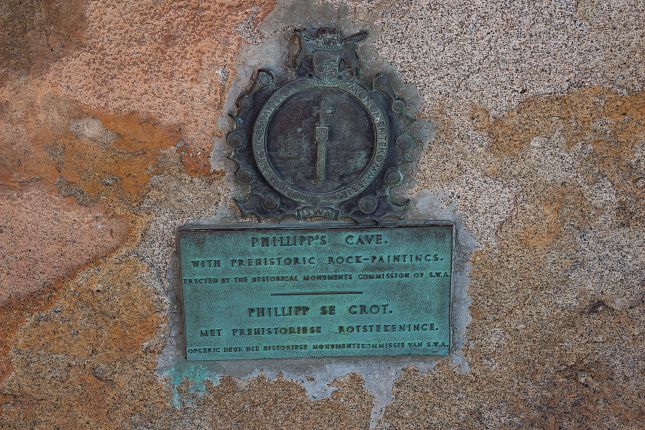 PHILLIPP'S CAVE.
WITH PREHISTORIC ROCK-PAINTINGS.
ERECTED BY THE HISTORICAL MONUMENTS COMMISSION OF S.W.A.
PHILLIPP SE GROT.
MET PREHISTORIESE ROTSTEKENINGE.
OPGERIG DEUR DIE HISTORIESE MONUMENTEKOMMISSIE VAN S.W.A.